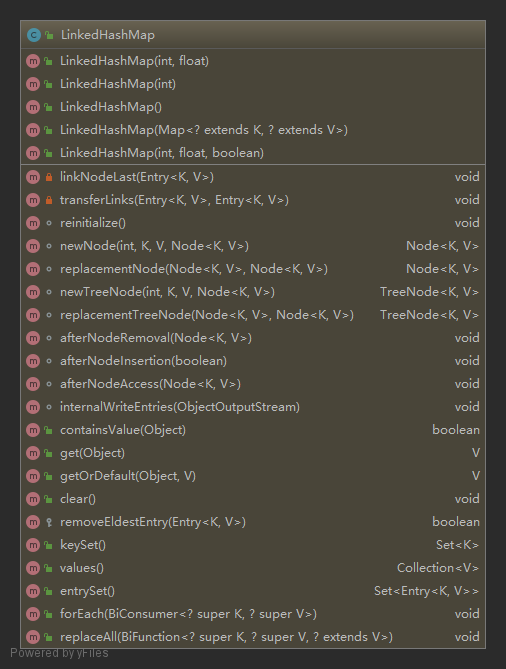 LinkedHashMap
LinkedHashMap(int, float)
LinkedHashMap(int)
LinkedHashMap()
LinkedHashMap(Map<? extends K, ? extends V>)
LinkedHashMap(int, float, boolean)
linkNodeLast(Entry<K, V>) void
transferLinks(Entry<K, V>, Entry<K, V>) void
reinitialize() void
newNode(int, K, V, Node<K, V>) Node<K, V>
replacementNode(Node<K, V>, Node<K, V>) Node<K, V>
newTreeNode(int, K, V, Node<K, V>) TreeNode<K, V>
replacementTreeNode(Node<K, V>, Node<K, V>) TreeNode<K, V>
afterNodeRemoval(Node<K, V>) void
afterNodeInsertion(boolean) void
afterNodeAccess(Node<K, V>) void
internalWriteEntries(ObjectOutputStream) void
containsValue(Object) boolean
get(Object) V
getOrDefault(Object, V) V
clear() void
removeEldestEntry(Entry<K, V>) boolean
keySet() Set<K>
values() Collection<V>
entrySet() Set<Entry<K, V>>
forEach(BiConsumer<? super K, ? super V>) void
replaceAll(BiFunction<? super K, ? super V, ? extends V>) void
Powered by yFiles